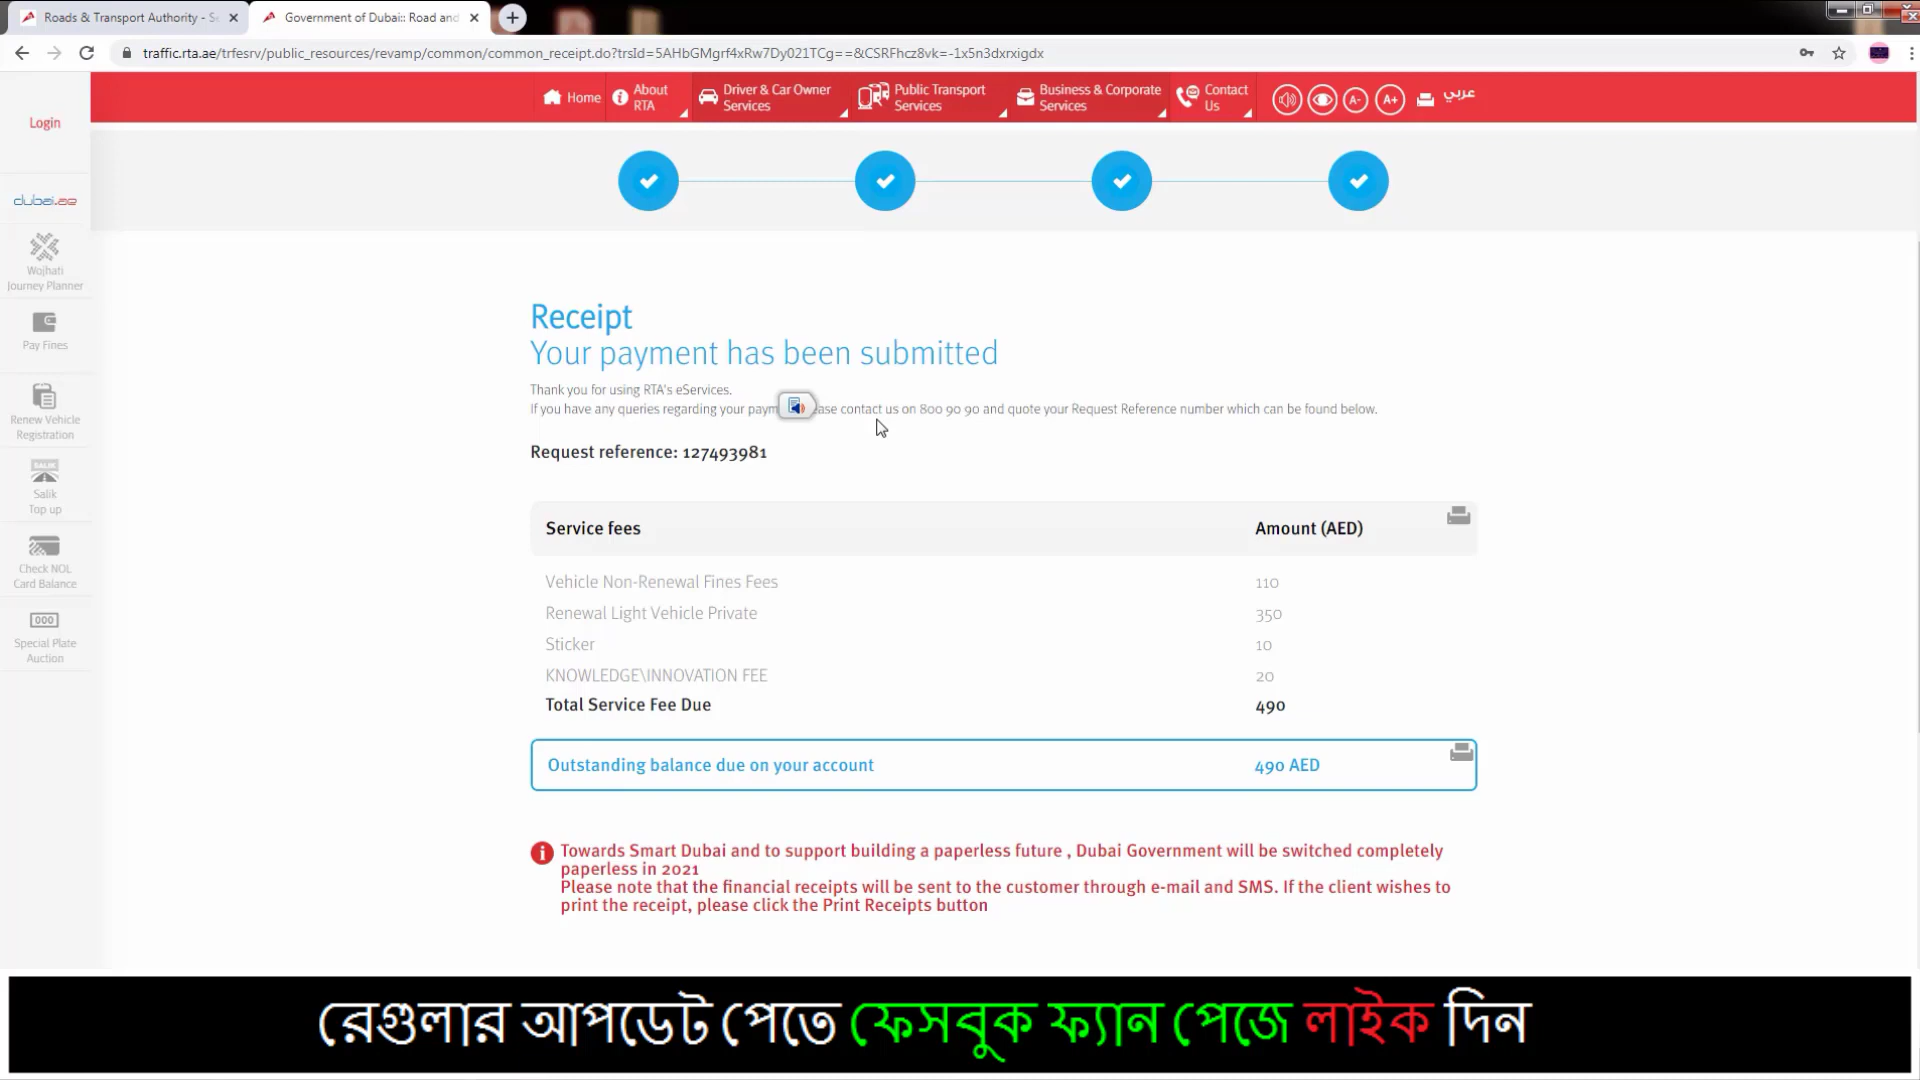 Roads & Transport Authority - Se
Government of Dubai:: Road and
traffic.rta.ae/trfesrv/public_resources/revamp/common/common_receipt.do?trsId=5AHbGMgrf4xRw7Dy021TCg==&CSRFhcz8vk=-1x5n3dxrxigdx
Home
About RTA
Driver & Car Owner Services
Public Transport Services
Business & Corporate Services
Contact Us
A-
A+
عربي
Login
dubai.ae
Wojhati
Journey Planner
Pay Fines
Renew Vehicle
Registration
SALIK
Salik
Top up
Check NOL
Card Balance
000
Special Plate
Auction
Receipt
Your payment has been submitted
Thank you for using RTA's eServices.
If you have any queries regarding your paym ase contact us on 800 90 90 and quote your Request Reference number which can be found below.
Request reference: 127493981
Service fees Amount (AED)
Vehicle Non-Renewal Fines Fees 110
Renewal Light Vehicle Private 350
Sticker 10
KNOWLEDGE\INNOVATION FEE 20
Total Service Fee Due 490
Outstanding balance due on your account 490 AED
Towards Smart Dubai and to support building a paperless future , Dubai Government will be switched completely
paperless in 2021
Please note that the financial receipts will be sent to the customer through e-mail and SMS. If the client wishes to
print the receipt, please click the Print Receipts button
রেগুলার আপডেট পেতে ফেসবুক ফ্যান পেজে লাইক দিন